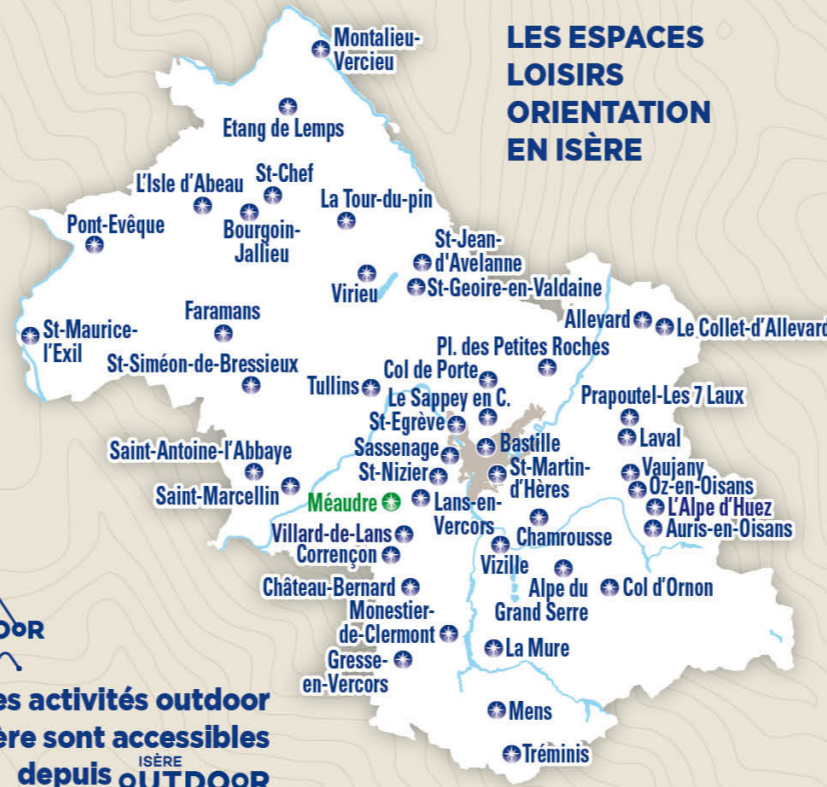 LES ESPACES
LOISIRS
ORIENTATION
EN ISÈRE
Montalieu-
Vercieu
Etang de Lemps
St-Chef
L'Isle d'Abeau
La Tour-du-pin
Pont-Evêque
Bourgoin-
Jallieu
St-Jean-
d'Avelanne
Virieu
St-Geoire-en-Valdaine
Faramans
Allevard
Le Collet-d'Allevard
St-Maurice-
l'Exil
Pl. des Petites Roches
St-Siméon-de-Bressieux
Col de Porte
Tullins
Le Sappey en C.
Prapoutel-Les 7 Laux
St-Egrève
Laval
Saint-Antoine-l'Abbaye
Sassenage
Bastille
St-Nizier
St-Martin-
d'Hères
Vaujany
Oz-en-Oisans
Saint-Marcellin
Méaudre
Lans-en-
Vercors
L'Alpe d'Huez
Auris-en-Oisans
Villard-de-Lans
Chamrousse
Corrençon
Vizille
Château-Bernard
Alpe du
Grand Serre
Col d'Ornon
Monestier-
de-Clermont
La Mure
Gresse-
en-Vercors
Mens
Tréminis
es activités outdoor
ère sont accessibles
depuis ISÈRE
OUTDOOR